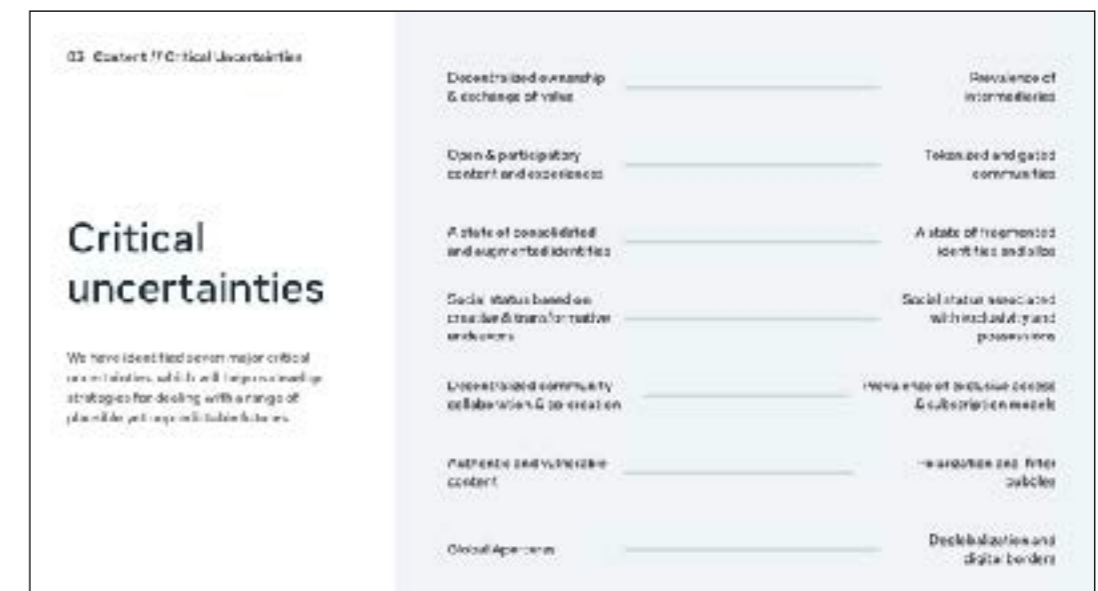 03 Content // Critical Uncertainties
Critical
uncertainties
We have identified seven major critical
uncertainties, which will help us develop
strategies for dealing with a range of
plausible yet unpredictable futures.
Decentralized ownership
& exchange of value
Prevalence of
intermediaries
Open & participatory
content and experiences
Tokenized and gated
communities
A state of consolidated
and augmented identities
A state of fragmented
identities and silos
Social status based on
creative & transformative
endeavors
Social status associated
with exclusivity and
possessions
Decentralized community
collaboration & co-creation
Prevalence of exclusive access
& subscription models
Authentic and vulnerable
content
Polarization and filter
bubbles
Global
Deglobalization and
digital borders